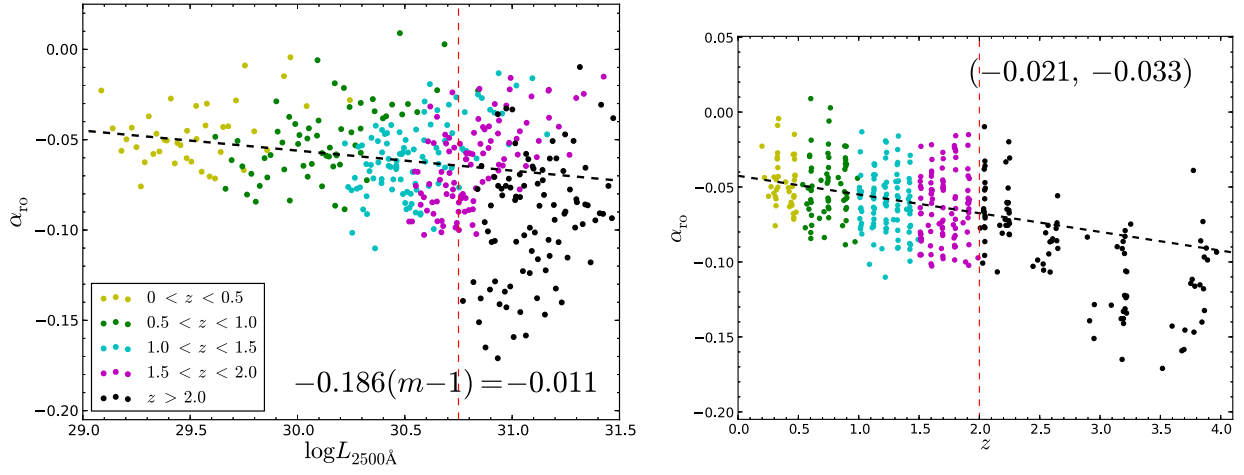 0.00
−0.05
−0.10
−0.15
−0.20
α_TO
0 < z < 0.5
0.5 < z < 1.0
1.0 < z < 1.5
1.5 < z < 2.0
z > 2.0
−0.186(m−1)=−0.011
29.0 29.5 30.0 30.5 31.0 31.5
logL_2500Å
0.05
0.00
−0.05
−0.10
−0.15
−0.20
α_TO
(−0.021, −0.033)
0.0 0.5 1.0 1.5 2.0 2.5 3.0 3.5 4.0
z